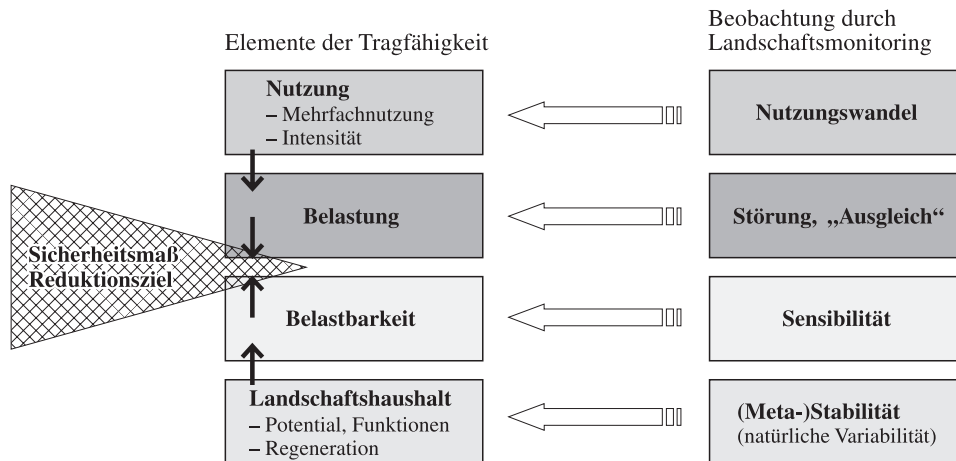 Elemente der Tragfähigkeit
Beobachtung durch
Landschaftsmonitoring
Nutzung
– Mehrfachnutzung
– Intensität
Nutzungswandel
Belastung
Störung, „Ausgleich“
Sicherheitsmaß
Reduktionsziel
Belastbarkeit
Sensibilität
Landschaftshaushalt
– Potential, Funktionen
– Regeneration
(Meta-)Stabilität
(natürliche Variabilität)